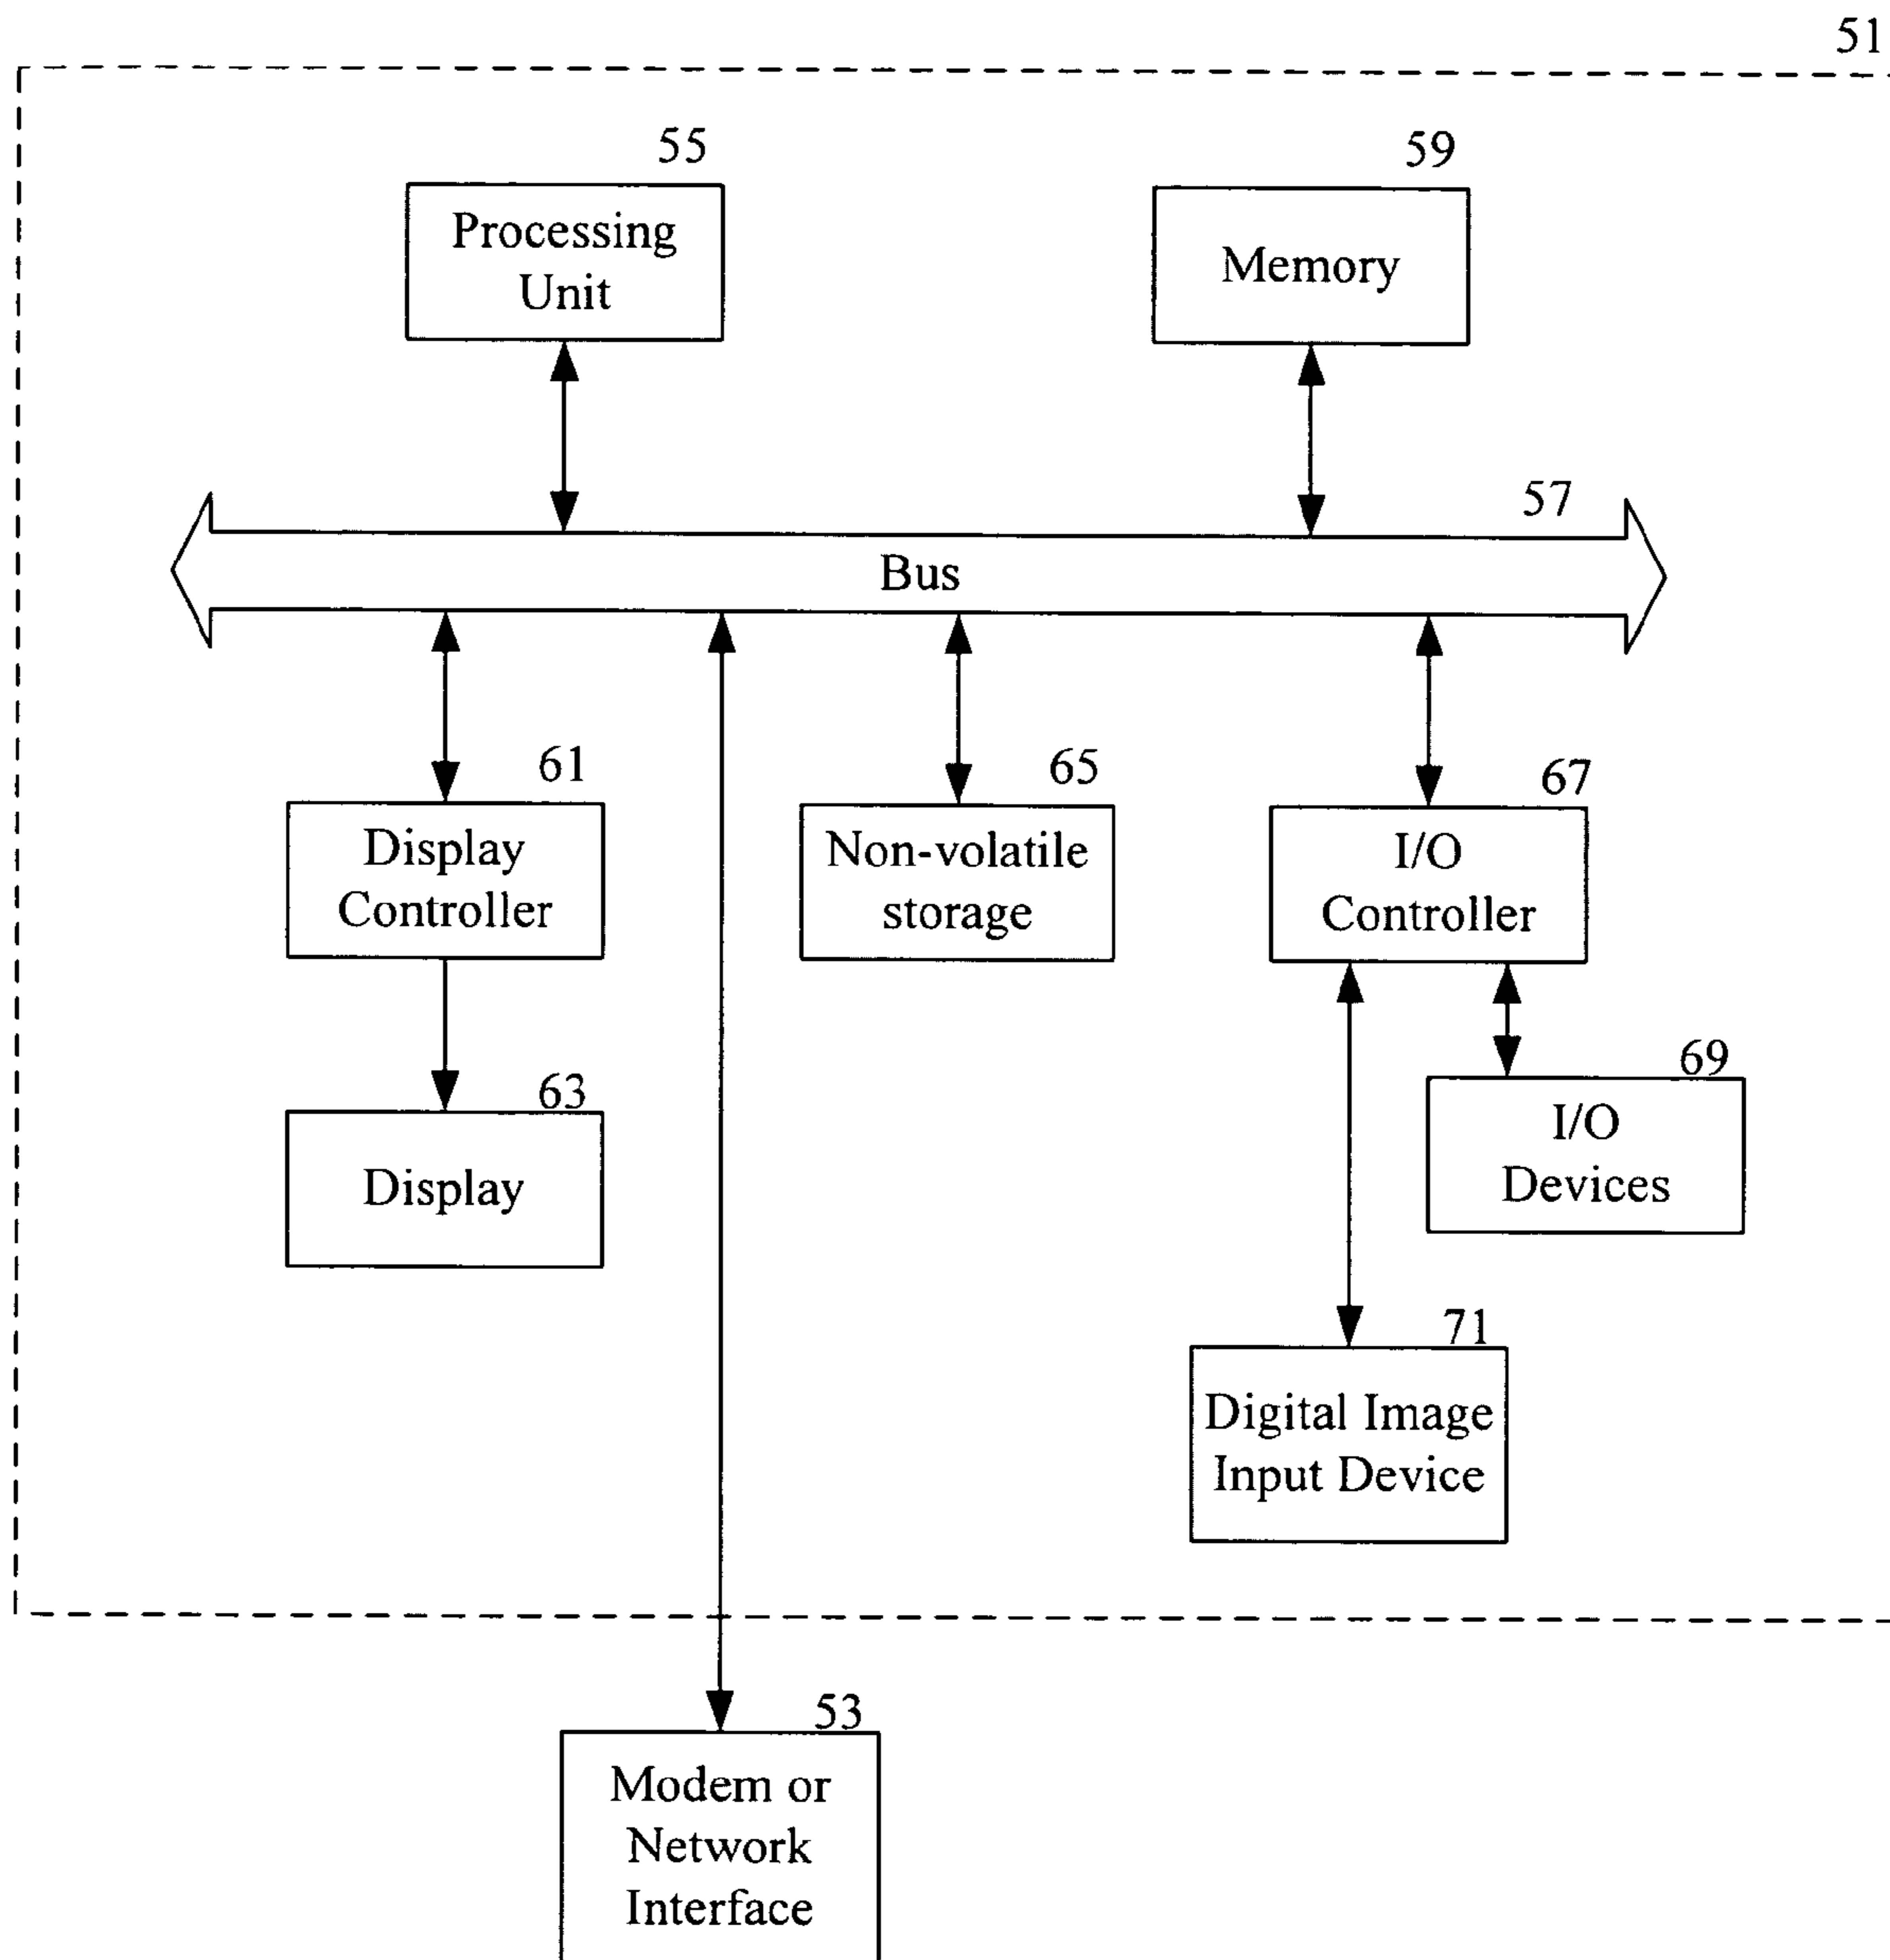 51
55
59
Processing
Unit
Memory
57
Bus
61
65
67
Display
Controller
Non-volatile
storage
I/O
Controller
63
69
Display
I/O
Devices
71
Digital Image
Input Device
53
Modem or
Network
Interface